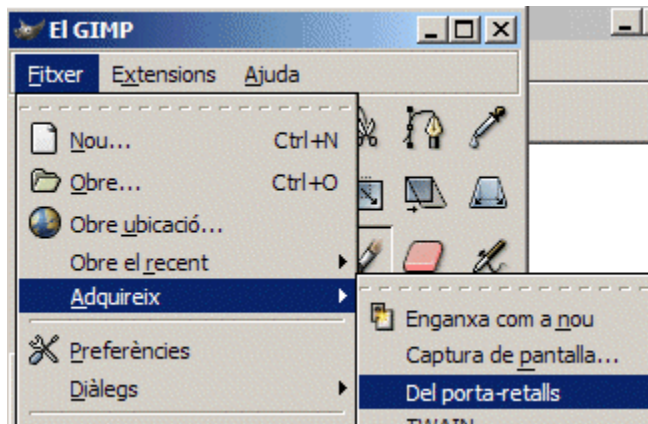 El GIMP
Fitxer Extensions Ajuda
Nou... Ctrl+N
Obre... Ctrl+O
Obre ubicació...
Obre el recent
Adquireix
Enganxa com a nou
Preferències
Captura de pantalla...
Diàlegs
Del porta-retalls
TWAIN